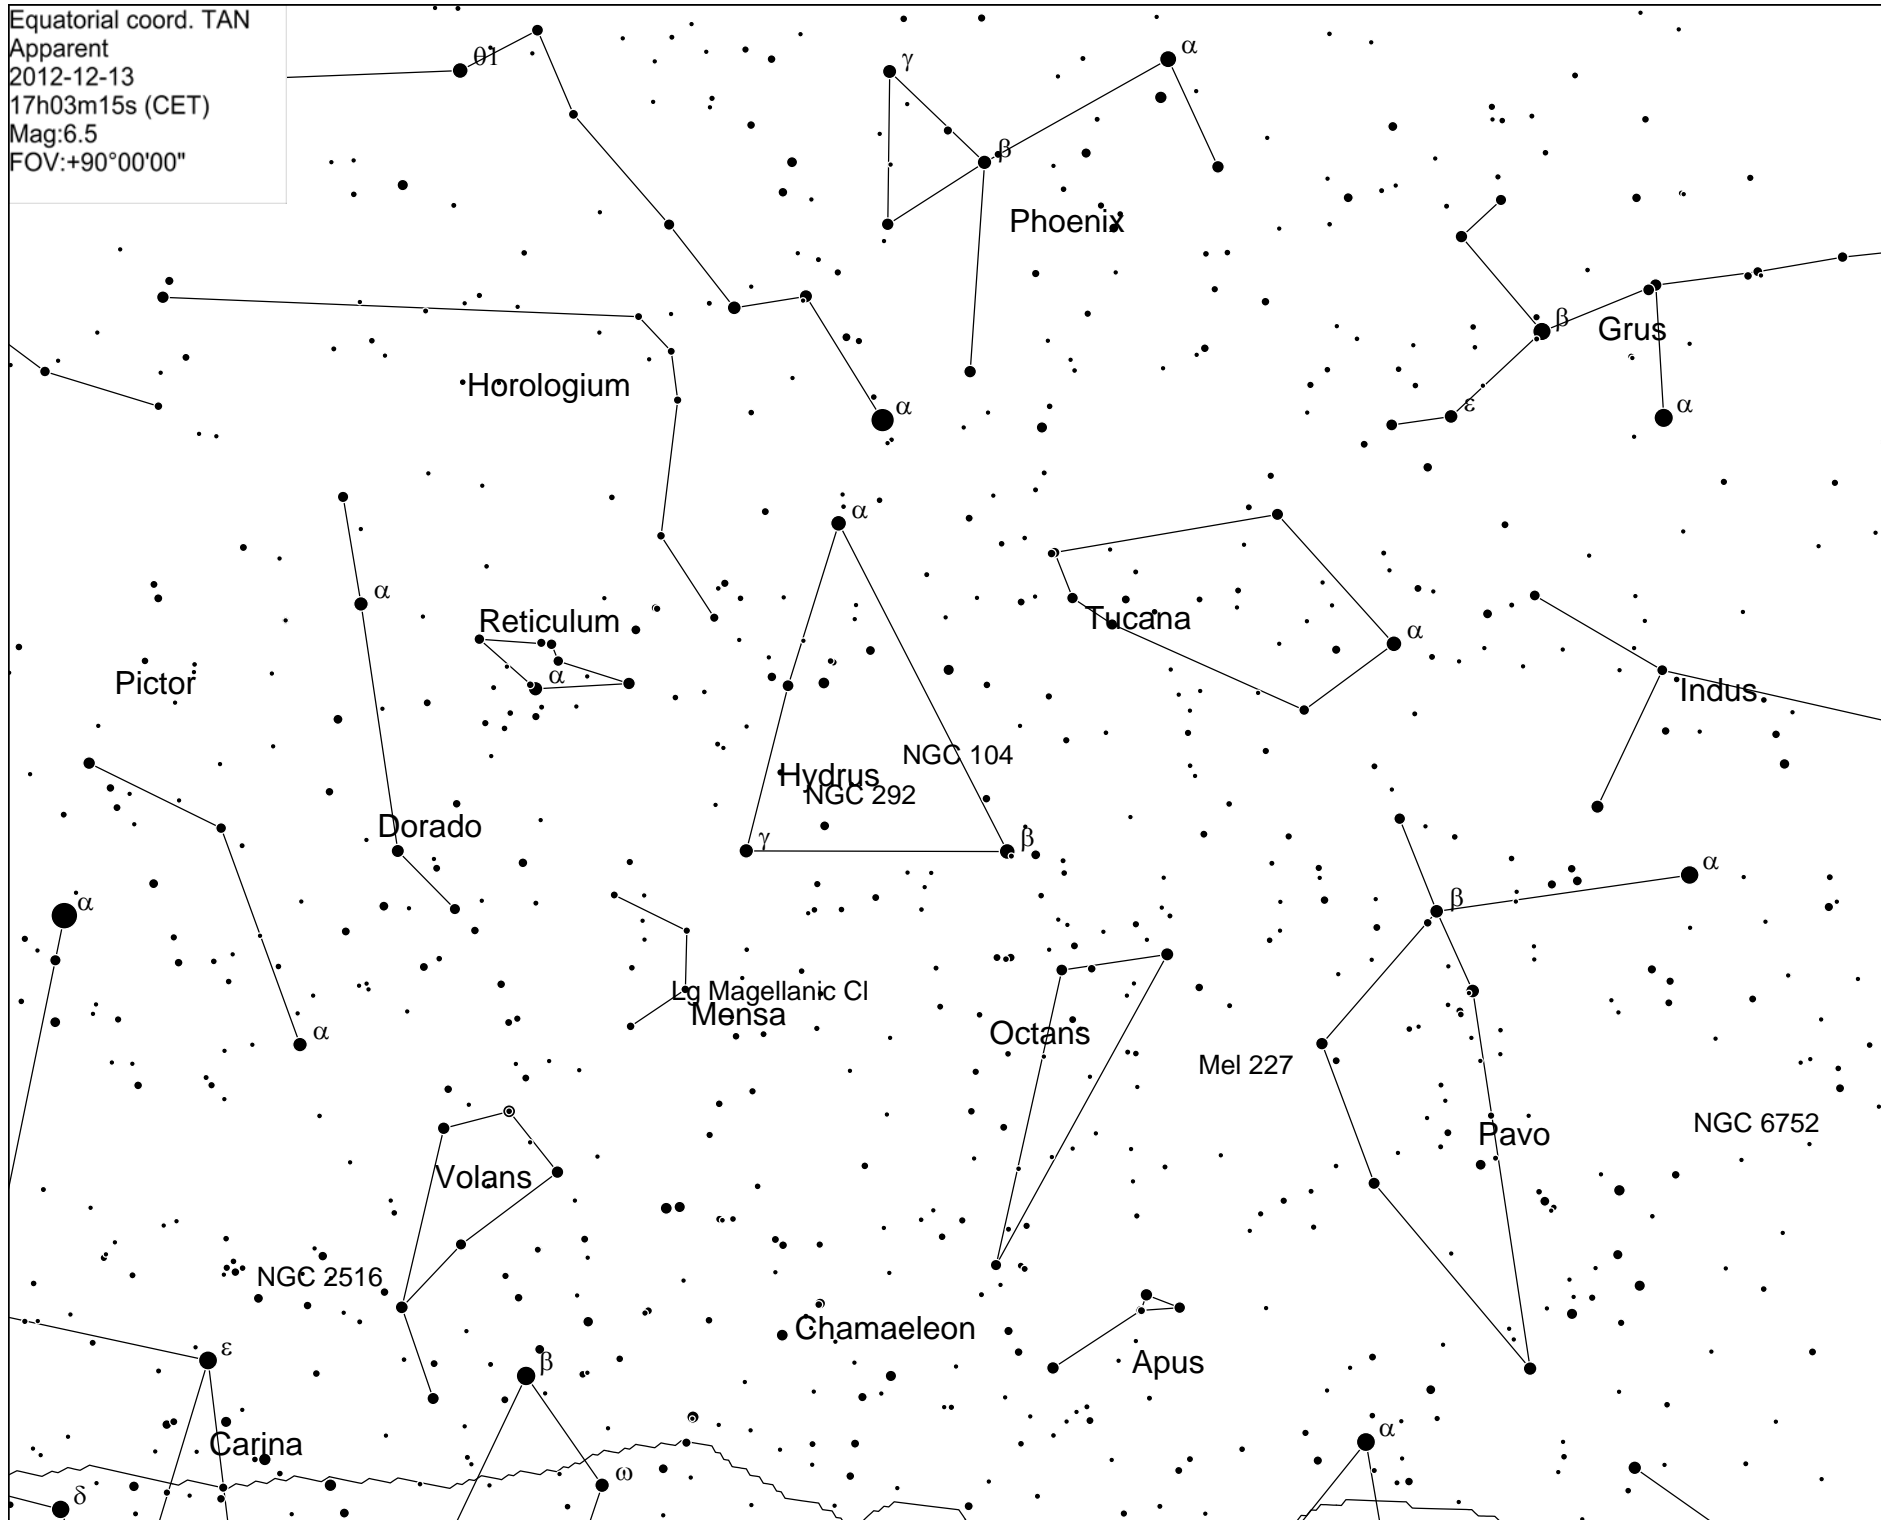 Equatorial coord. TAN
Apparent
2012-12-13
17h03m15s (CET)
Mag:6.5
FOV:+90°00'00"
θ1
γ
α
β
Phoenix
β
Grus
Horologium
α
ε
α
α
α
Reticulum
Tucana
α
α
Pictor
Indus
NGC 104
Hydrus
NGC 292
Dorado
γ
β
α
β
α
Lg Magellanic Cl
Mensa
α
Octans
Mel 227
NGC 6752
Pavo
Volans
NGC 2516
Chamaeleon
ε
β
Apus
Carina
α
ω
δ